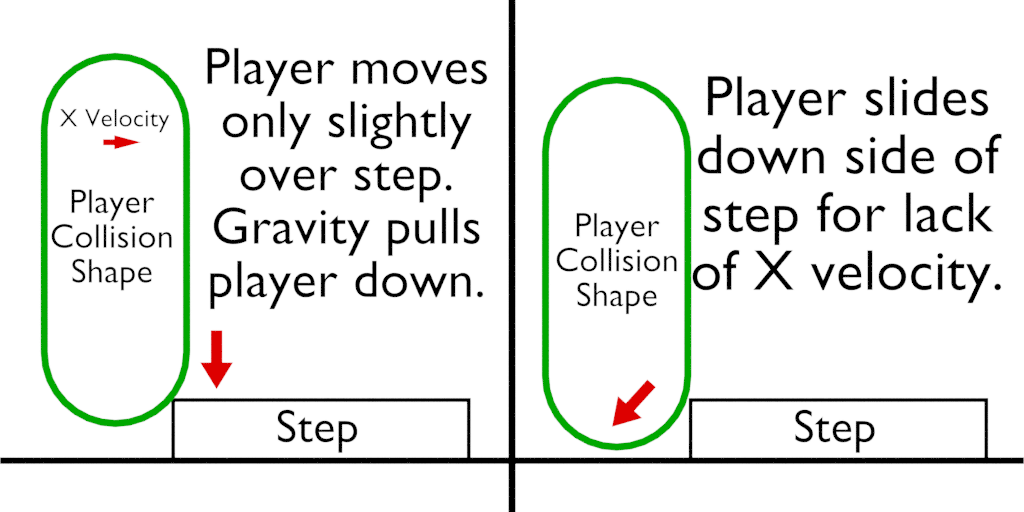 X Velocity
Player
Collision
Shape
Player moves
only slightly
over step.
Gravity pulls
player down.
Step
Player
Collision
Shape
Player slides
down side of
step for lack
of X velocity.
Step